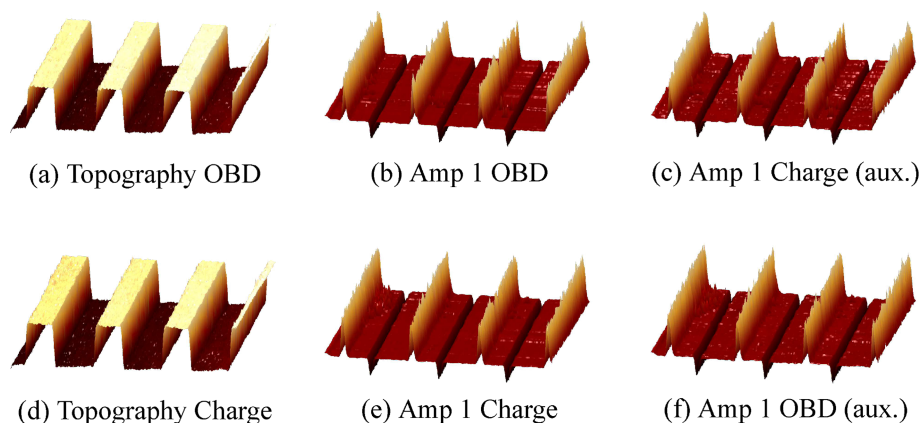 (a) Topography OBD
(b) Amp 1 OBD
(c) Amp 1 Charge (aux.)
(d) Topography Charge
(e) Amp 1 Charge
(f) Amp 1 OBD (aux.)